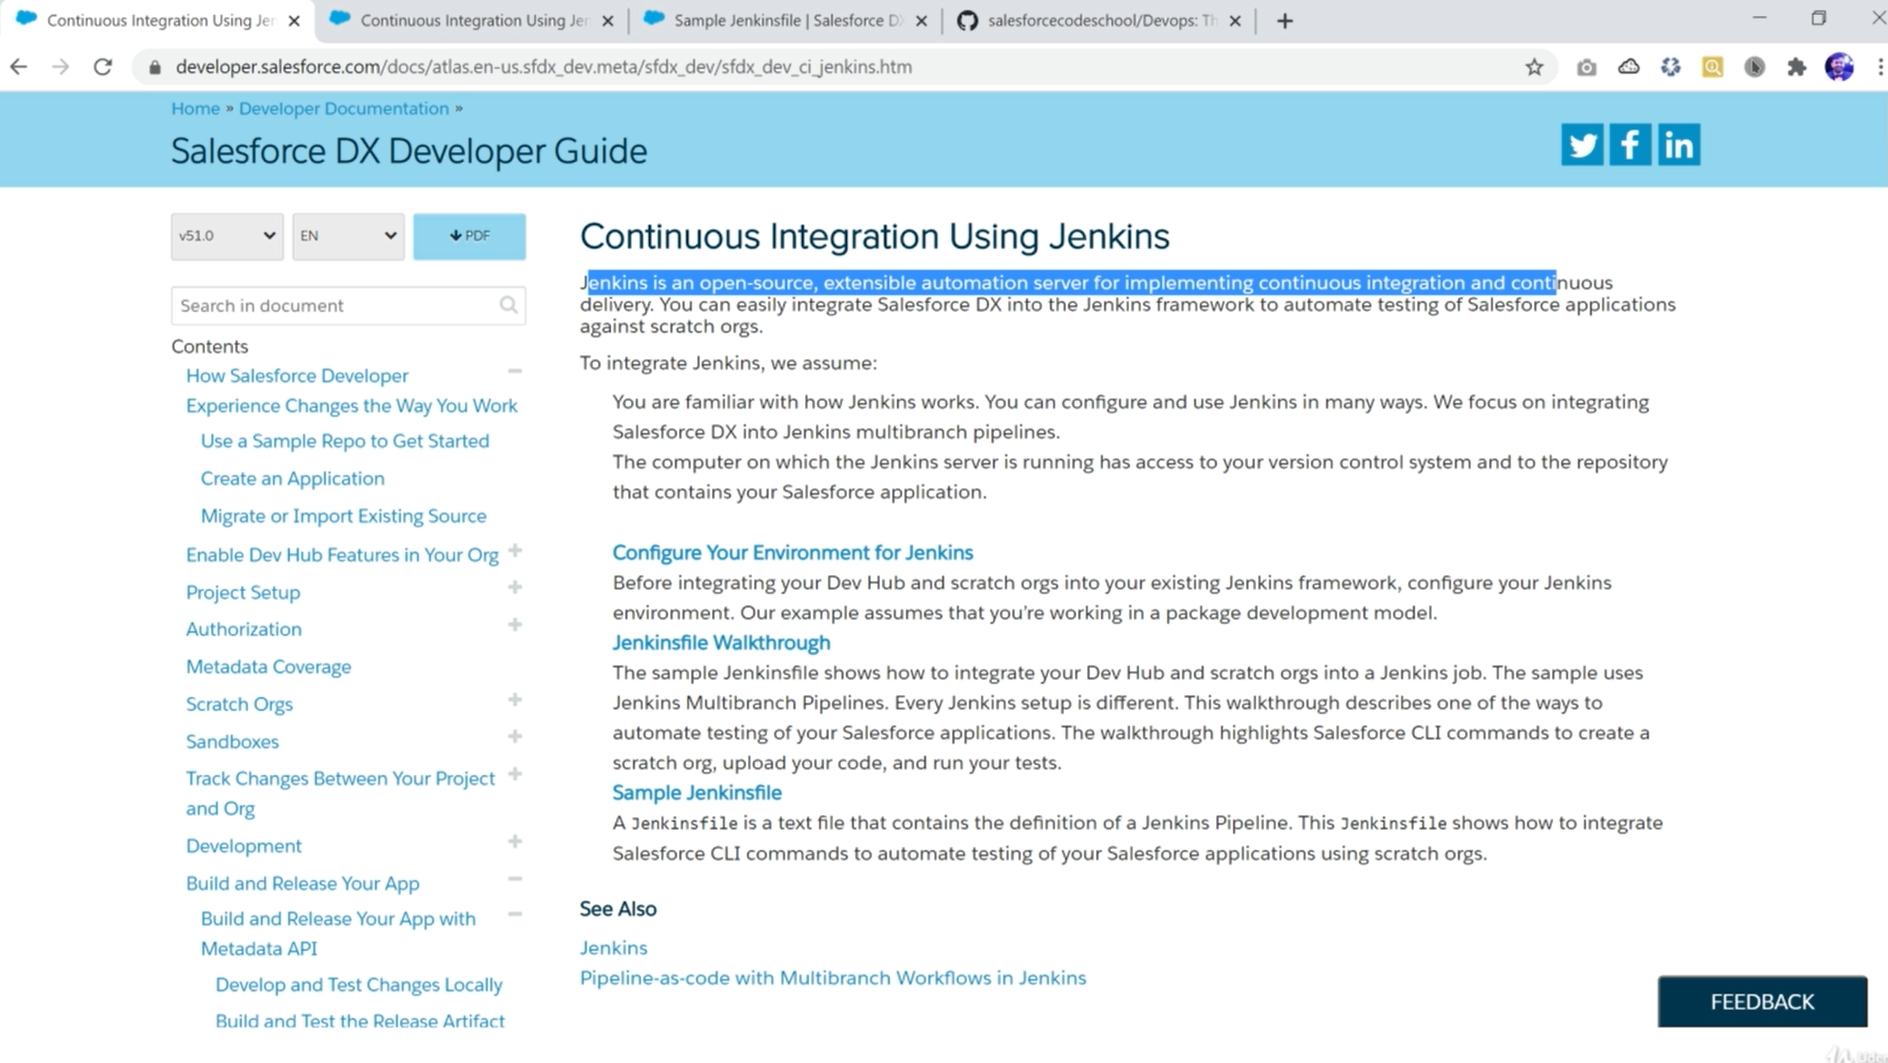 Continuous Integration Using Jen
Continuous Integration Using Jer
Sample Jenkinsfile | Salesforce D
salesforcecodeschool/Devops: Th
developer.salesforce.com/docs/atlas.en-us.sfdx_dev.meta/sfdx_dev/sfdx_dev_ci_jenkins.htm
Home » Developer Documentation »
Salesforce DX Developer Guide
v51.0
EN
PDF
Search in document
Contents
How Salesforce Developer
Experience Changes the Way You Work
Use a Sample Repo to Get Started
Create an Application
Migrate or Import Existing Source
Enable Dev Hub Features in Your Org
Project Setup
Authorization
Metadata Coverage
Scratch Orgs
Sandboxes
Track Changes Between Your Project
and Org
Development
Build and Release Your App
Build and Release Your App with
Metadata API
Develop and Test Changes Locally
Build and Test the Release Artifact
Continuous Integration Using Jenkins
Jenkins is an open-source, extensible automation server for implementing continuous integration and continuous
delivery. You can easily integrate Salesforce DX into the Jenkins framework to automate testing of Salesforce applications
against scratch orgs.
To integrate Jenkins, we assume:
You are familiar with how Jenkins works. You can configure and use Jenkins in many ways. We focus on integrating
Salesforce DX into Jenkins multibranch pipelines.
The computer on which the Jenkins server is running has access to your version control system and to the repository
that contains your Salesforce application.
Configure Your Environment for Jenkins
Before integrating your Dev Hub and scratch orgs into your existing Jenkins framework, configure your Jenkins
environment. Our example assumes that you're working in a package development model.
Jenkinsfile Walkthrough
The sample Jenkinsfile shows how to integrate your Dev Hub and scratch orgs into a Jenkins job. The sample uses
Jenkins Multibranch Pipelines. Every Jenkins setup is different. This walkthrough describes one of the ways to
automate testing of your Salesforce applications. The walkthrough highlights Salesforce CLI commands to create a
scratch org, upload your code, and run your tests.
Sample Jenkinsfile
A Jenkinsfile is a text file that contains the definition of a Jenkins Pipeline. This Jenkinsfile shows how to integrate
Salesforce CLI commands to automate testing of your Salesforce applications using scratch orgs.
See Also
Jenkins
Pipeline-as-code with Multibranch Workflows in Jenkins
FEEDBACK